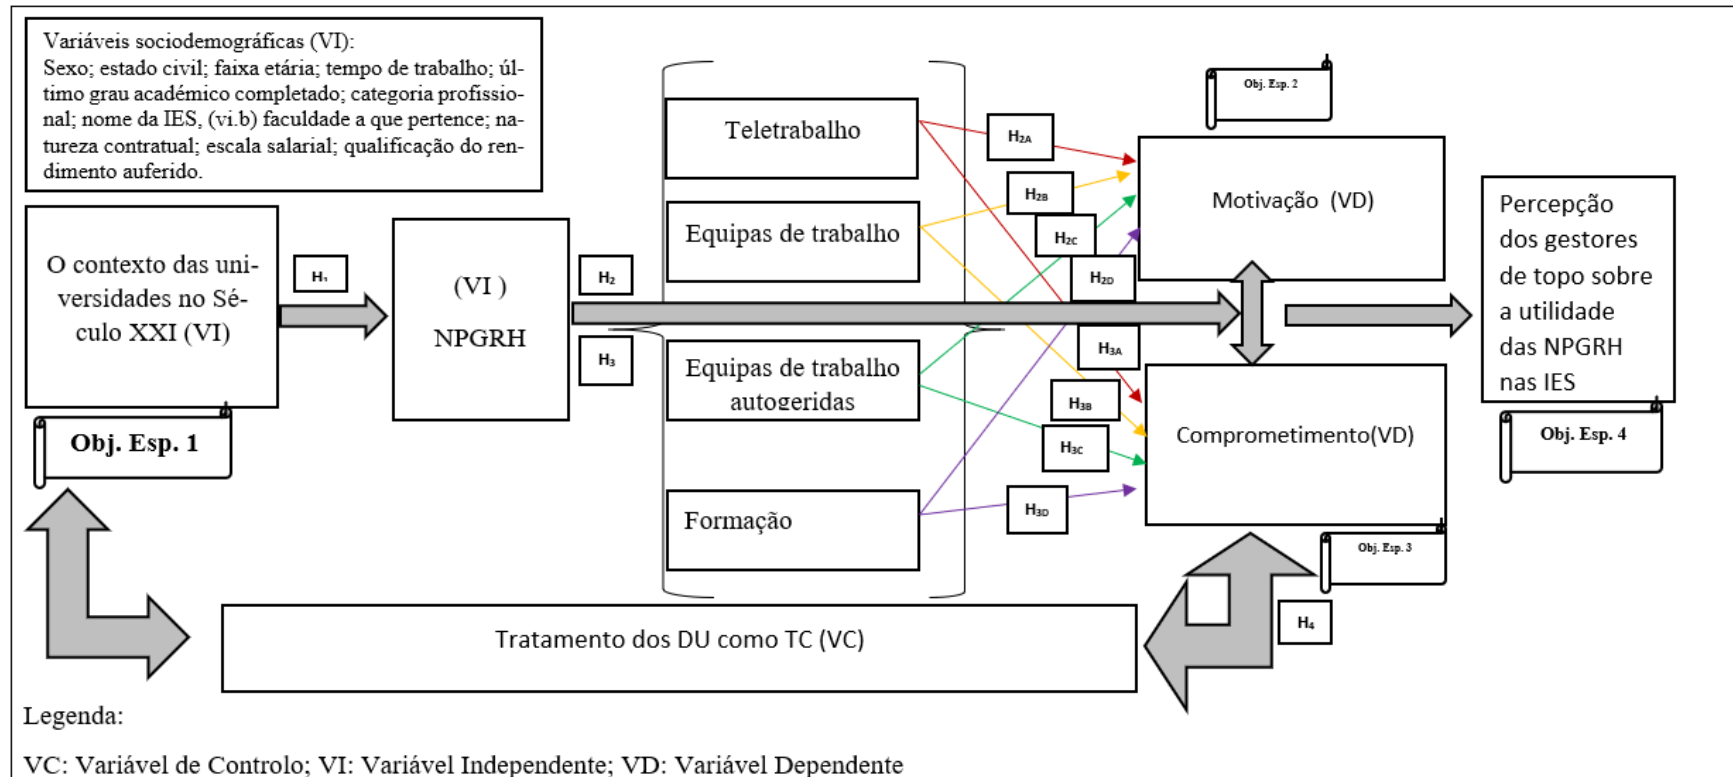 Variáveis sociodemográficas (VI):
Sexo; estado civil; faixa etária; tempo de trabalho; úl-
timo grau académico completado; categoria profissio-
nal; nome da IES, (vi.b) faculdade a que pertence; na-
tureza contratual; escala salarial; qualificação do ren-
dimento auferido.
O contexto das uni-
versidades no Sé-
culo XXI (VI)
Obj. Esp. 1
H₁
(VI )
NPGRH
H₂
H₃
Teletrabalho
Equipas de trabalho
Equipas de trabalho
autogeridas
Formação
H₂A
H₂B
H₂C
H₂D
H₃A
H₃B
H₃C
H₃D
Obj. Esp. 2
Motivação (VD)
Comprometimento(VD)
Obj. Esp. 3
H₄
Percepção
dos gestores
de topo sobre
a utilidade
das NPGRH
nas IES
Obj. Esp. 4
Tratamento dos DU como TC (VC)
Legenda:
VC: Variável de Controlo; VI: Variável Independente; VD: Variável Dependente